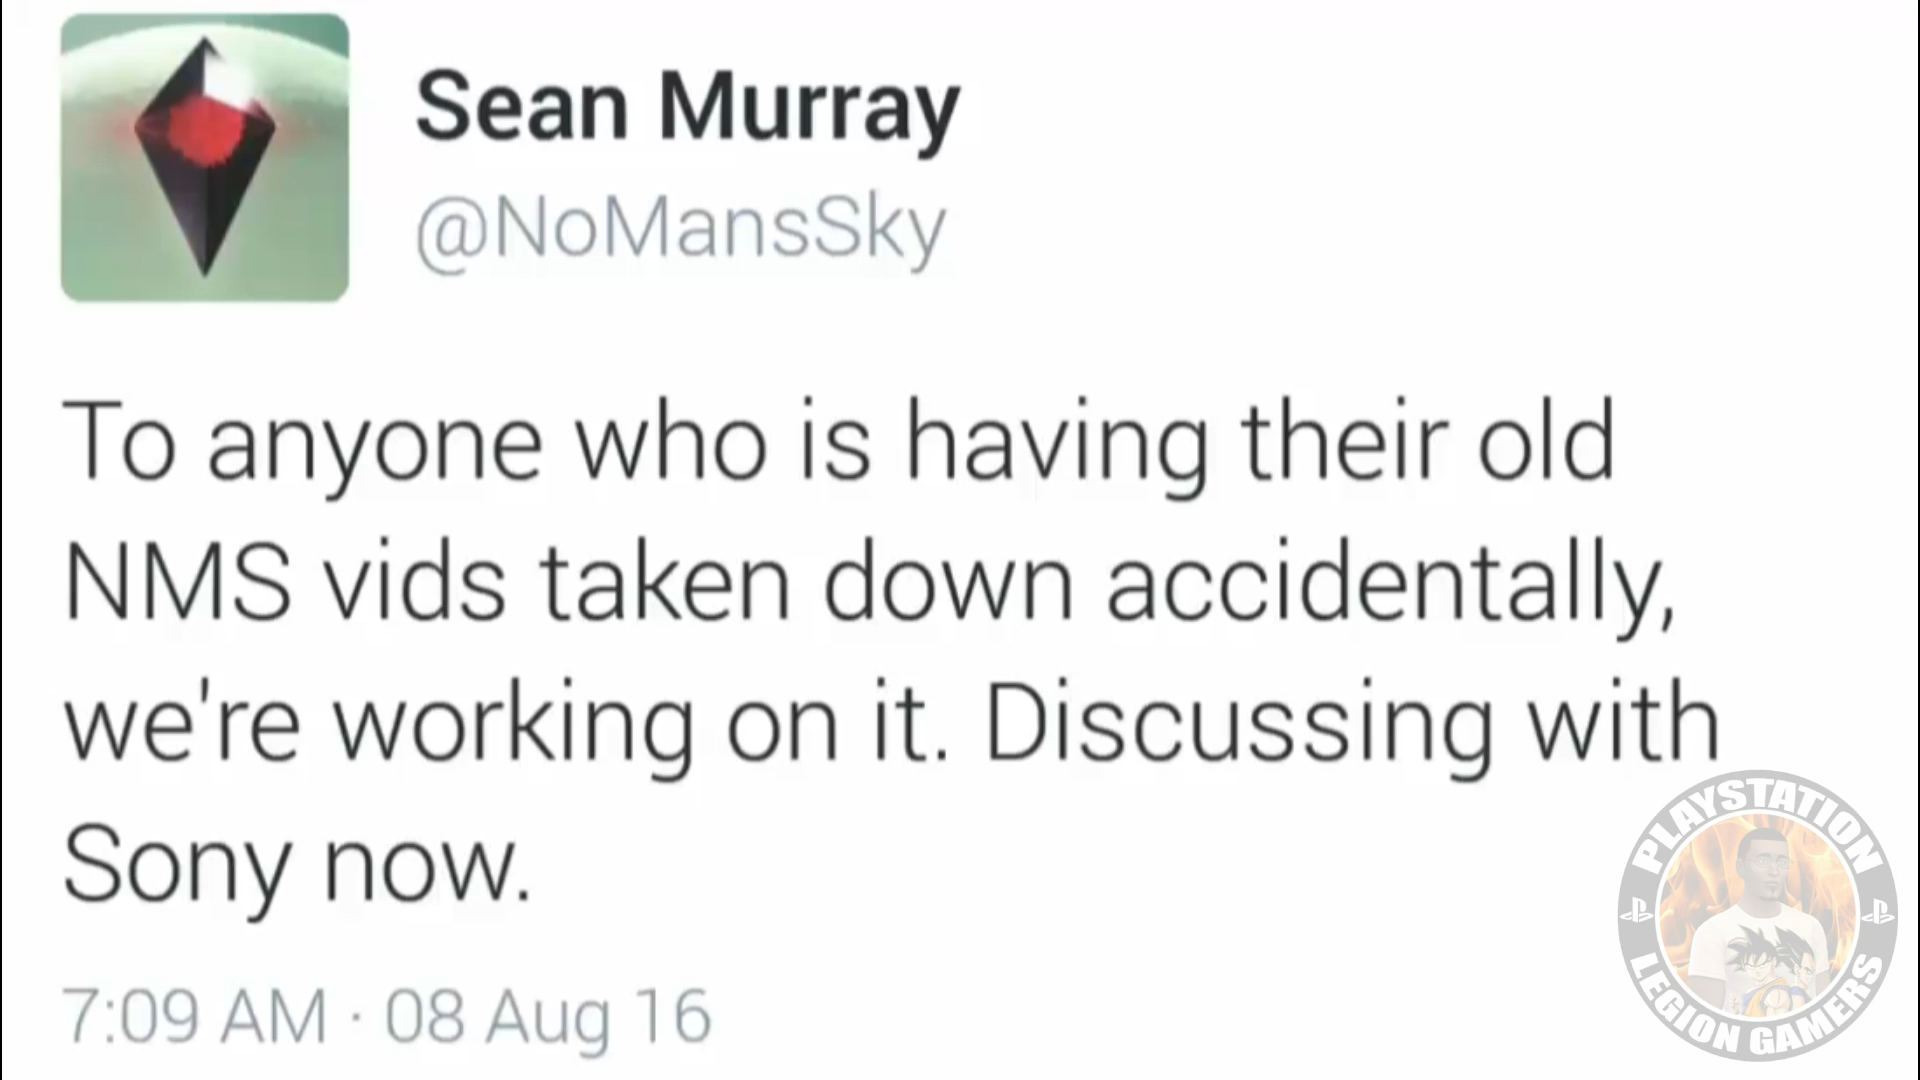 Sean Murray
@NoMansSky
To anyone who is having their old
NMS vids taken down accidentally,
we're working on it. Discussing with
Sony now.
7:09 AM · 08 Aug 16
PLAYSTATION
LEGION GAMERS